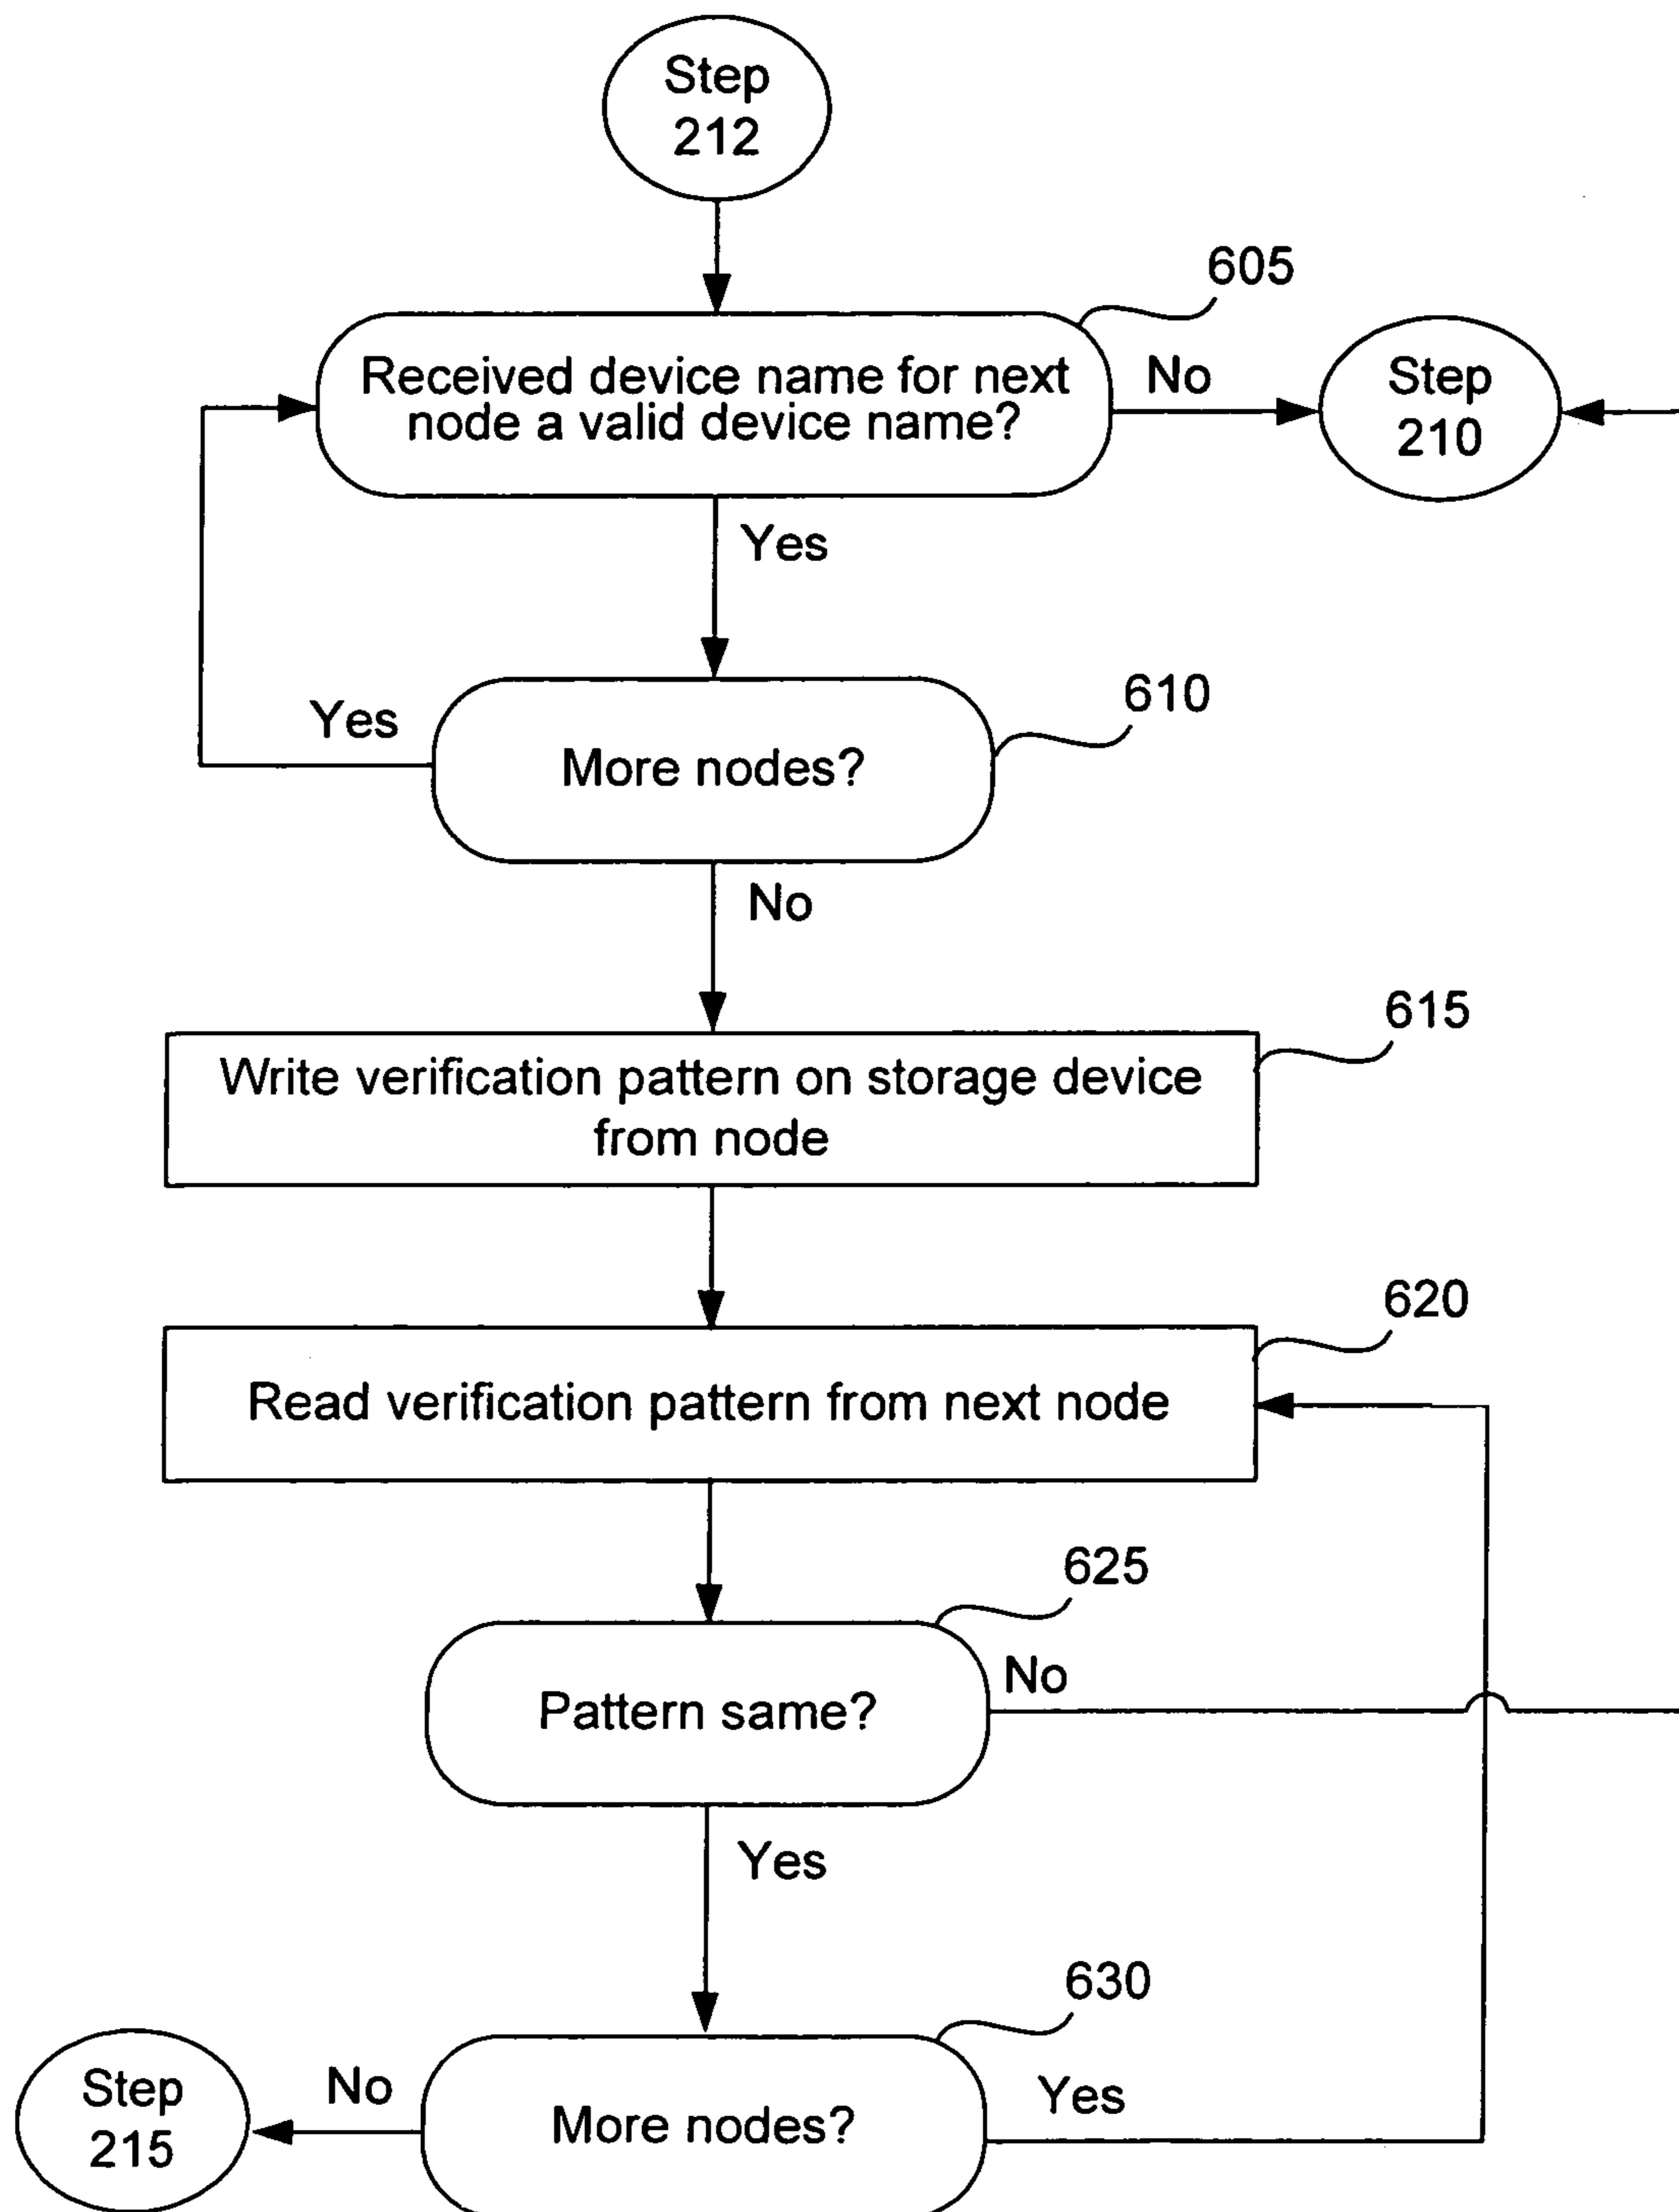 Step
212
605
Received device name for next
node a valid device name?
No
Step
210
Yes
610
Yes
More nodes?
No
615
Write verification pattern on storage device
from node
620
Read verification pattern from next node
625
No
Pattern same?
Yes
630
Step
215
No
More nodes?
Yes